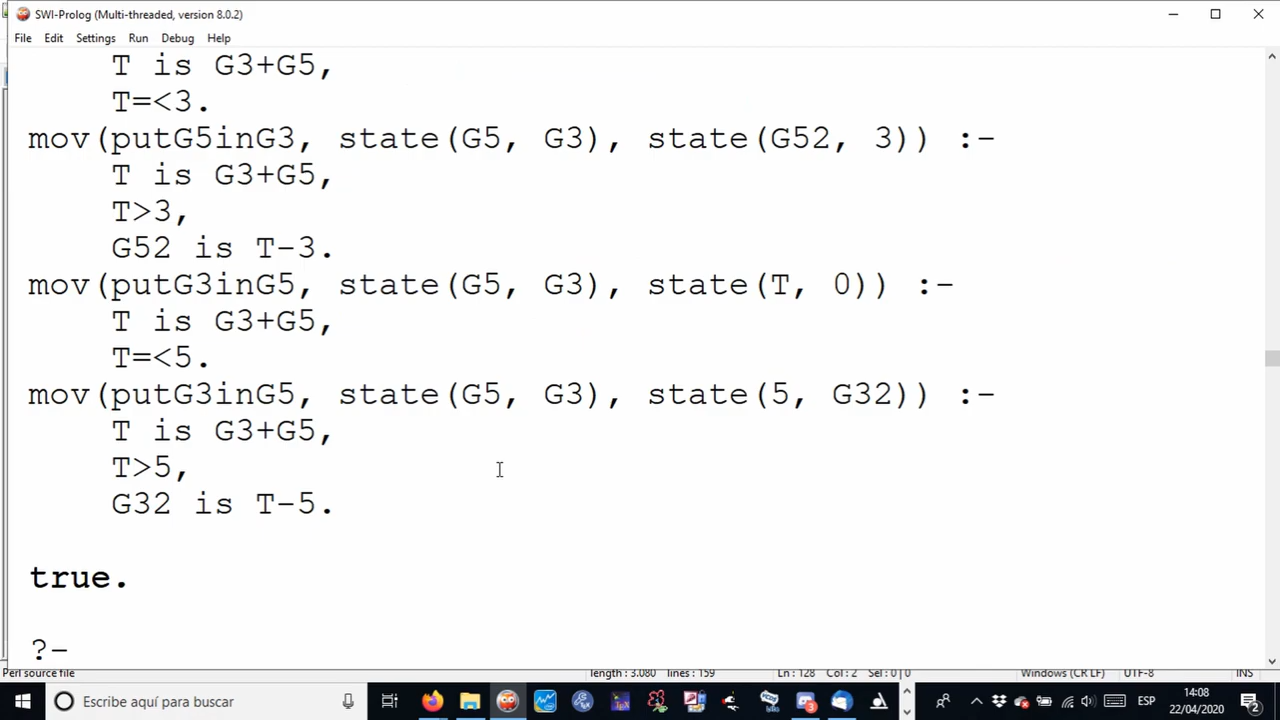 SWI-Prolog (Multi-threaded, version 8.0.2)
File Edit Settings Run Debug Help
T is G3+G5,
T=<3.
mov(putG5inG3, state(G5, G3), state(G52, 3)) :-
T is G3+G5,
T>3,
G52 is T-3.
mov(putG3inG5, state(G5, G3), state(T, 0)) :-
T is G3+G5,
T=<5.
mov(putG3inG5, state(G5, G3), state(5, G32)) :-
T is G3+G5,
T>5,
G32 is T-5.
true.
?-
Perl source file length : 3.080 lines : 159 Ln : 128 Col : 2 Sel : 0 | 0 Windows (CR LF) UTF-8 INS
Escribe aquí para buscar ESP 14:08
22/04/2020 2